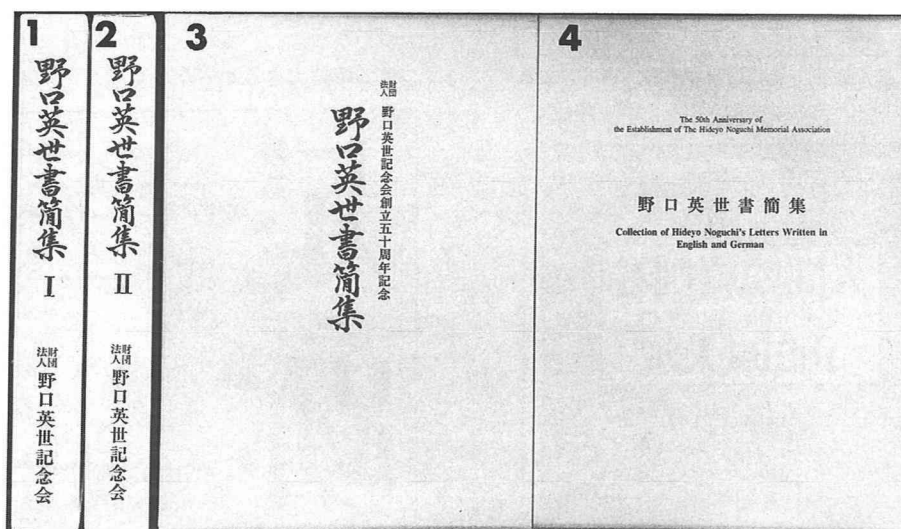 1
野口英世書簡集 I
財団法人 野口英世記念会
2
野口英世書簡集 II
財団法人 野口英世記念会
3
財団法人 野口英世記念会創立五十周年記念
野口英世書簡集
4
The 50th Anniversary of
the Establishment of The Hideyo Noguchi Memorial Association
野口英世書簡集
Collection of Hideyo Noguchi's Letters Written in
English and German